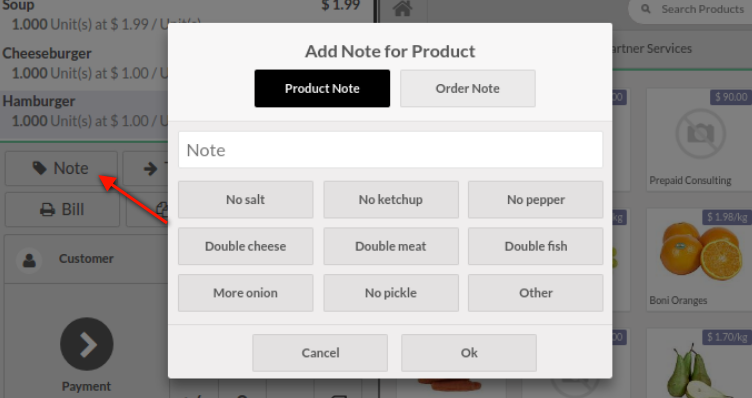 Soup
$ 1.99
1.000 Unit(s) at $ 1.99 / U
Cheeseburger
1.000 Unit(s) at $ 1.00 / U
Hamburger
1.000 Unit(s) at $ 1.00 / U
Note
Bill
Customer
Payment
Add Note for Product
Product Note
Order Note
Note
No salt
No ketchup
No pepper
Double cheese
Double meat
Double fish
More onion
No pickle
Other
Cancel
Ok
Search Products
artner Services
00
$ 90.00
Prepaid Consulting
kg
$ 1.98/kg
Boni Oranges
00
$ 1.70/kg